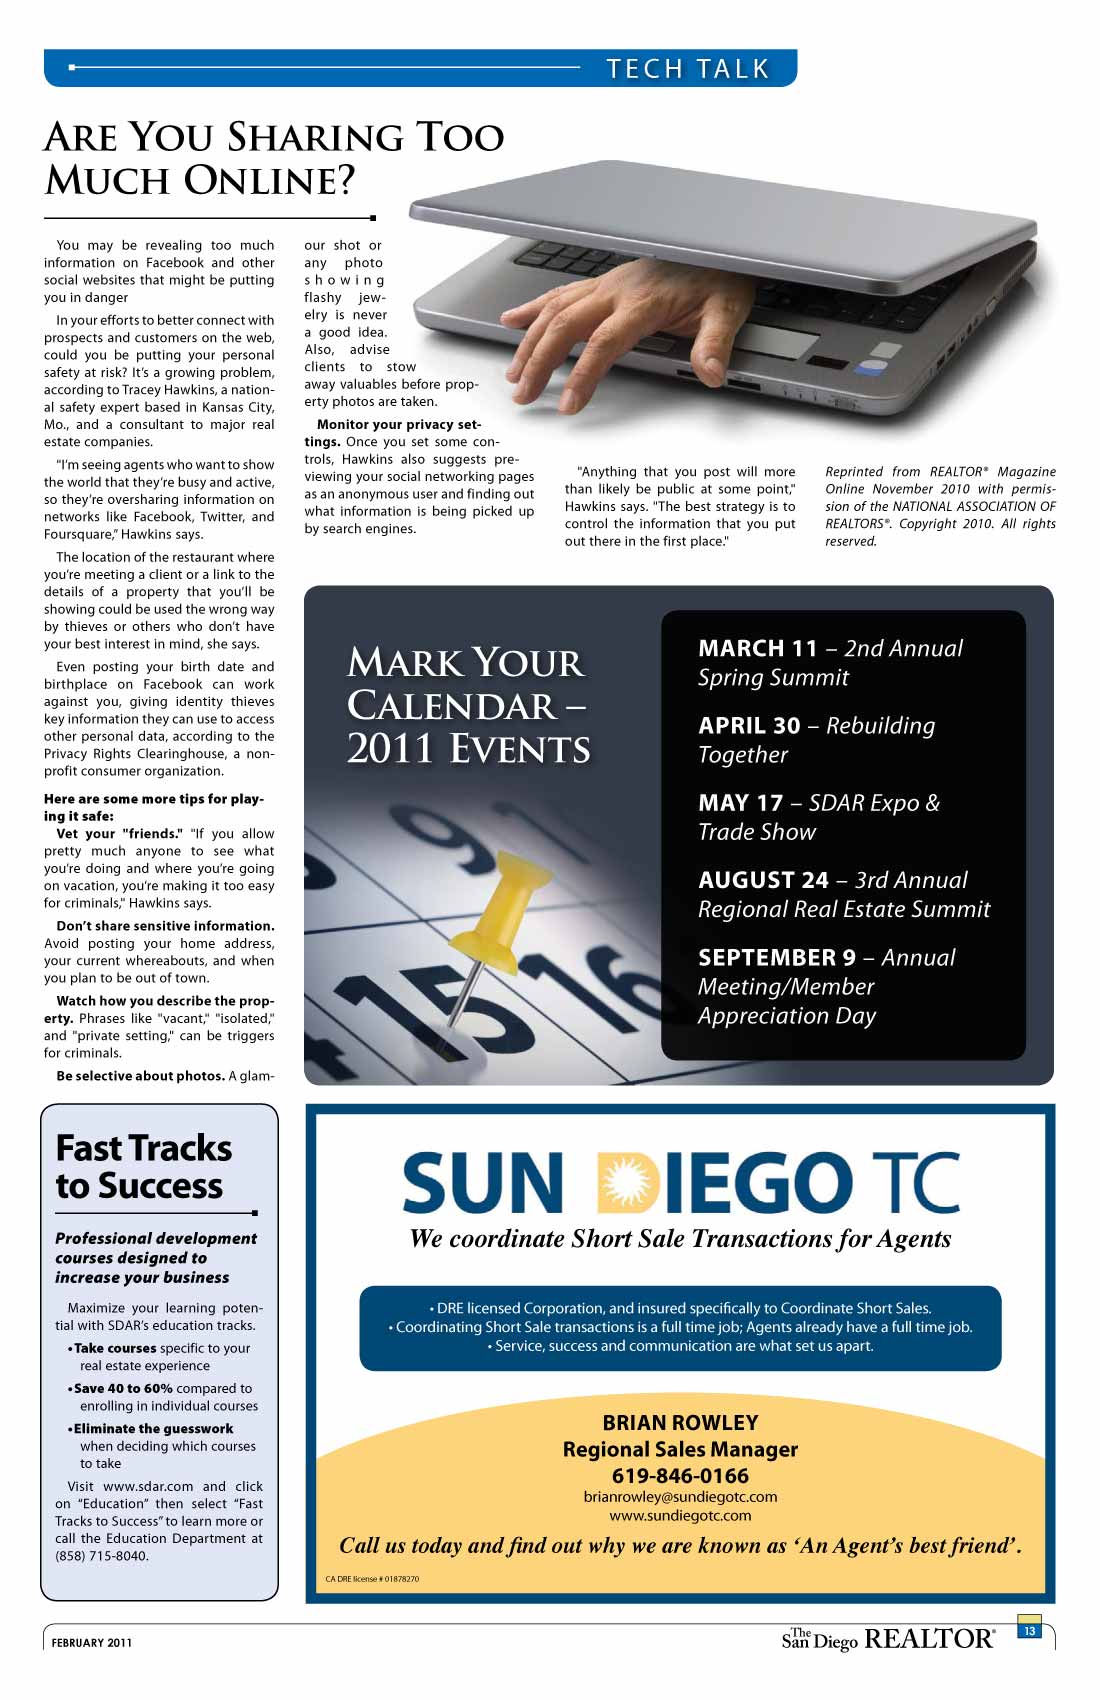 TECH TALK
ARE YOU SHARING TOO
MUCH ONLINE?
You may be revealing too much
information on Facebook and other
social websites that might be putting
you in danger
In your efforts to better connect with
prospects and customers on the web,
could you be putting your personal
safety at risk? It's a growing problem,
according to Tracey Hawkins, a nation-
al safety expert based in Kansas City,
Mo., and a consultant to major real
estate companies.
"I'm seeing agents who want to show
the world that they're busy and active,
so they're oversharing information on
networks like Facebook, Twitter, and
Foursquare," Hawkins says.
The location of the restaurant where
you're meeting a client or a link to the
details of a property that you'll be
showing could be used the wrong way
by thieves or others who don't have
your best interest in mind, she says.
Even posting your birth date and
birthplace on Facebook can work
against you, giving identity thieves
key information they can use to access
other personal data, according to the
Privacy Rights Clearinghouse, a non-
profit consumer organization.
Here are some more tips for play-
ing it safe:
Vet your "friends." "If you allow
pretty much anyone to see what
you're doing and where you're going
on vacation, you're making it too easy
for criminals," Hawkins says.
Don't share sensitive information.
Avoid posting your home address,
your current whereabouts, and when
you plan to be out of town.
Watch how you describe the prop-
erty. Phrases like "vacant," "isolated,"
and "private setting," can be triggers
for criminals.
Be selective about photos. A glam-
our shot or
any photo
showing
flashy jew-
elry is never
a good idea.
Also, advise
clients to stow
away valuables before prop-
erty photos are taken.
Monitor your privacy set-
tings. Once you set some con-
trols, Hawkins also suggests pre-
viewing your social networking pages
as an anonymous user and finding out
what information is being picked up
by search engines.
"Anything that you post will more
than likely be public at some point,"
Hawkins says. "The best strategy is to
control the information that you put
out there in the first place."
Reprinted from REALTOR® Magazine
Online November 2010 with permis-
sion of the NATIONAL ASSOCIATION OF
REALTORS®. Copyright 2010. All rights
reserved.
MARK YOUR
CALENDAR –
2011 EVENTS
8
9
15
16
MARCH 11 – 2nd Annual
Spring Summit
APRIL 30 – Rebuilding
Together
MAY 17 – SDAR Expo &
Trade Show
AUGUST 24 – 3rd Annual
Regional Real Estate Summit
SEPTEMBER 9 – Annual
Meeting/Member
Appreciation Day
Fast Tracks
to Success
Professional development
courses designed to
increase your business
Maximize your learning poten-
tial with SDAR's education tracks.
• Take courses specific to your
real estate experience
• Save 40 to 60% compared to
enrolling in individual courses
• Eliminate the guesswork
when deciding which courses
to take
Visit www.sdar.com and click
on "Education" then select "Fast
Tracks to Success" to learn more or
call the Education Department at
(858) 715-8040.
SUN DIEGO TC
We coordinate Short Sale Transactions for Agents
• DRE licensed Corporation, and insured specifically to Coordinate Short Sales.
• Coordinating Short Sale transactions is a full time job; Agents already have a full time job.
• Service, success and communication are what set us apart.
BRIAN ROWLEY
Regional Sales Manager
619-846-0166
brianrowley@sundiegotc.com
www.sundiegotc.com
Call us today and find out why we are known as 'An Agent's best friend'.
CA DRE license # 01878270
FEBRUARY 2011
The San Diego REALTOR®
13